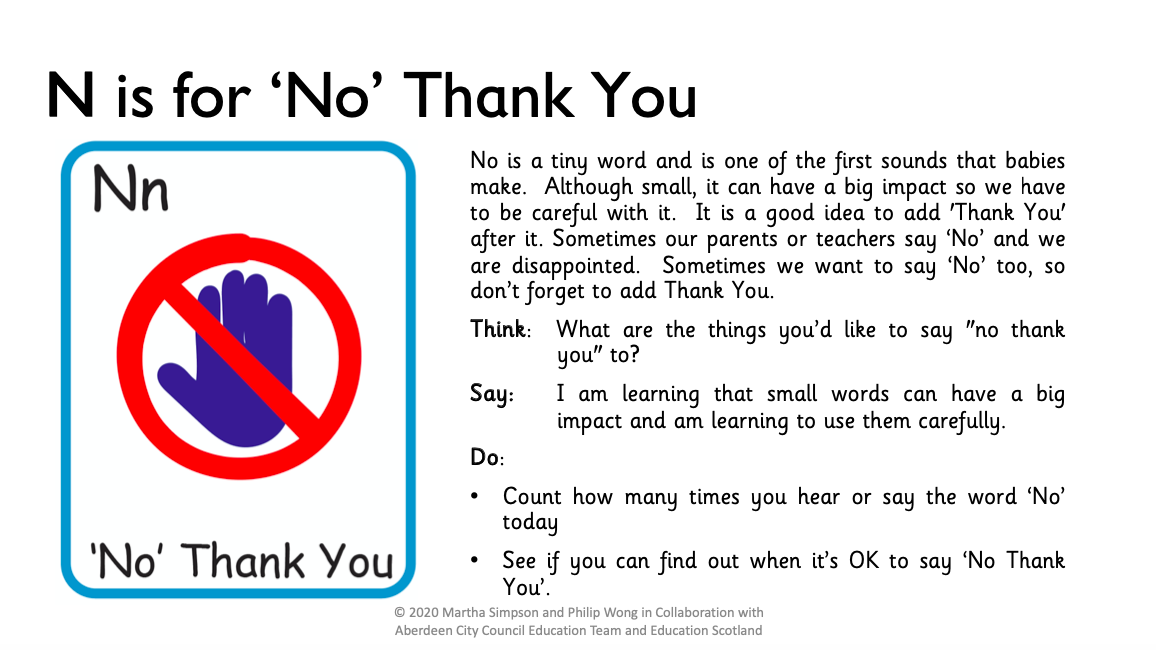 N is for ‘No’ Thank You
Nn
'No' Thank You
No is a tiny word and is one of the first sounds that babies
make. Although small, it can have a big impact so we have
to be careful with it. It is a good idea to add 'Thank You'
after it. Sometimes our parents or teachers say ‘No’ and we
are disappointed. Sometimes we want to say ‘No’ too, so
don’t forget to add Thank You.
Think: What are the things you’d like to say "no thank
you" to?
Say: I am learning that small words can have a big
impact and am learning to use them carefully.
Do:
• Count how many times you hear or say the word ‘No’
today
• See if you can find out when it’s OK to say ‘No Thank
You’.
© 2020 Martha Simpson and Philip Wong in Collaboration with
Aberdeen City Council Education Team and Education Scotland